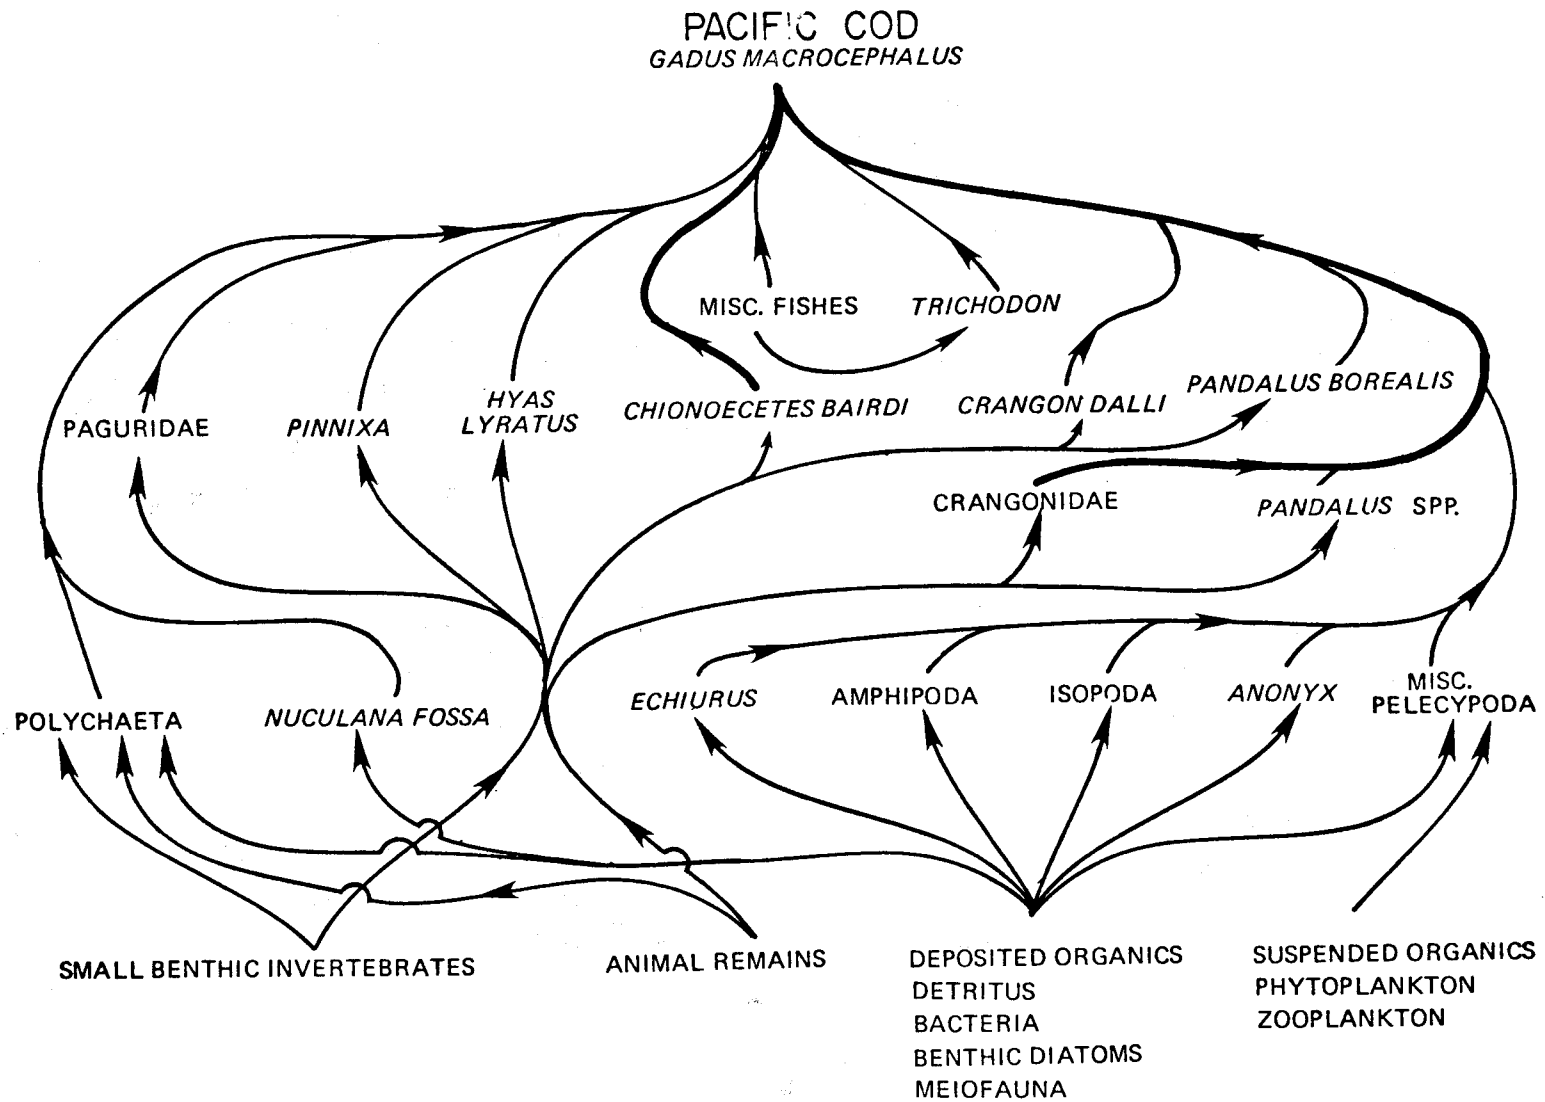 PACIFIC COD
GADUS MACROCEPHALUS
MISC. FISHES
TRICHODON
HYAS
LYRATUS
PAGURIDAE
PINNIXA
CHIONOECETES BAIRDI
CRANGON DALLI
PANDALUS BOREALIS
CRANGONIDAE
PANDALUS SPP.
POLYCHAETA
NUCULANA FOSSA
ECHIURUS
AMPHIPODA
ISOPODA
ANONYX
MISC.
PELECYPODA
SMALL BENTHIC INVERTEBRATES
ANIMAL REMAINS
DEPOSITED ORGANICS
DETRITUS
BACTERIA
BENTHIC DIATOMS
MEIOFAUNA
SUSPENDED ORGANICS
PHYTOPLANKTON
ZOOPLANKTON